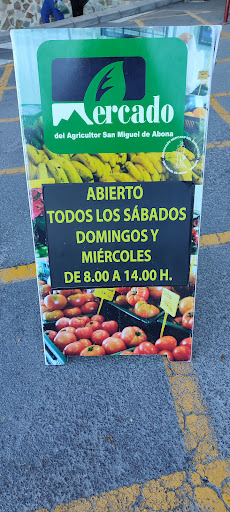 Mercado
del Agricultor San Miguel de Abona
ABIERTO
TODOS LOS SÁBADOS
DOMINGOS Y
MIÉRCOLES
DE 8.00 A 14.00 H.